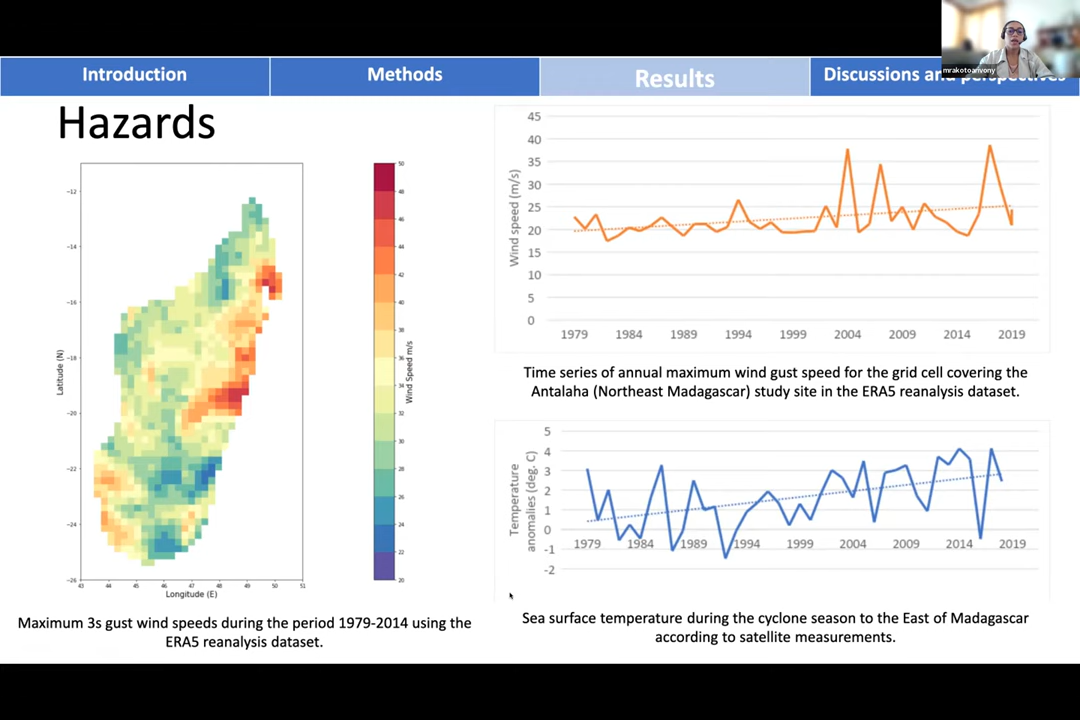 Introduction
Methods
Results
Discussions and perspectives
mrakotoarivony
Hazards
50
48
46
44
42
40
38
36
34
32
30
28
26
24
22
20
Wind Speed m/s
−12
−14
−16
−18
−20
−22
−24
−26
Latitude (N)
43 44 45 46 47 48 49 50 51
Longitude (E)
Maximum 3s gust wind speeds during the period 1979-2014 using the
ERA5 reanalysis dataset.
45
40
35
30
25
20
15
10
5
0
Wind speed (m/s)
1979 1984 1989 1994 1999 2004 2009 2014 2019
Time series of annual maximum wind gust speed for the grid cell covering the
Antalaha (Northeast Madagascar) study site in the ERA5 reanalysis dataset.
5
4
3
2
1
0
-1
-2
Temperature
anomalies (deg. C)
1979 1984 1989 1994 1999 2004 2009 2014 2019
Sea surface temperature during the cyclone season to the East of Madagascar
according to satellite measurements.